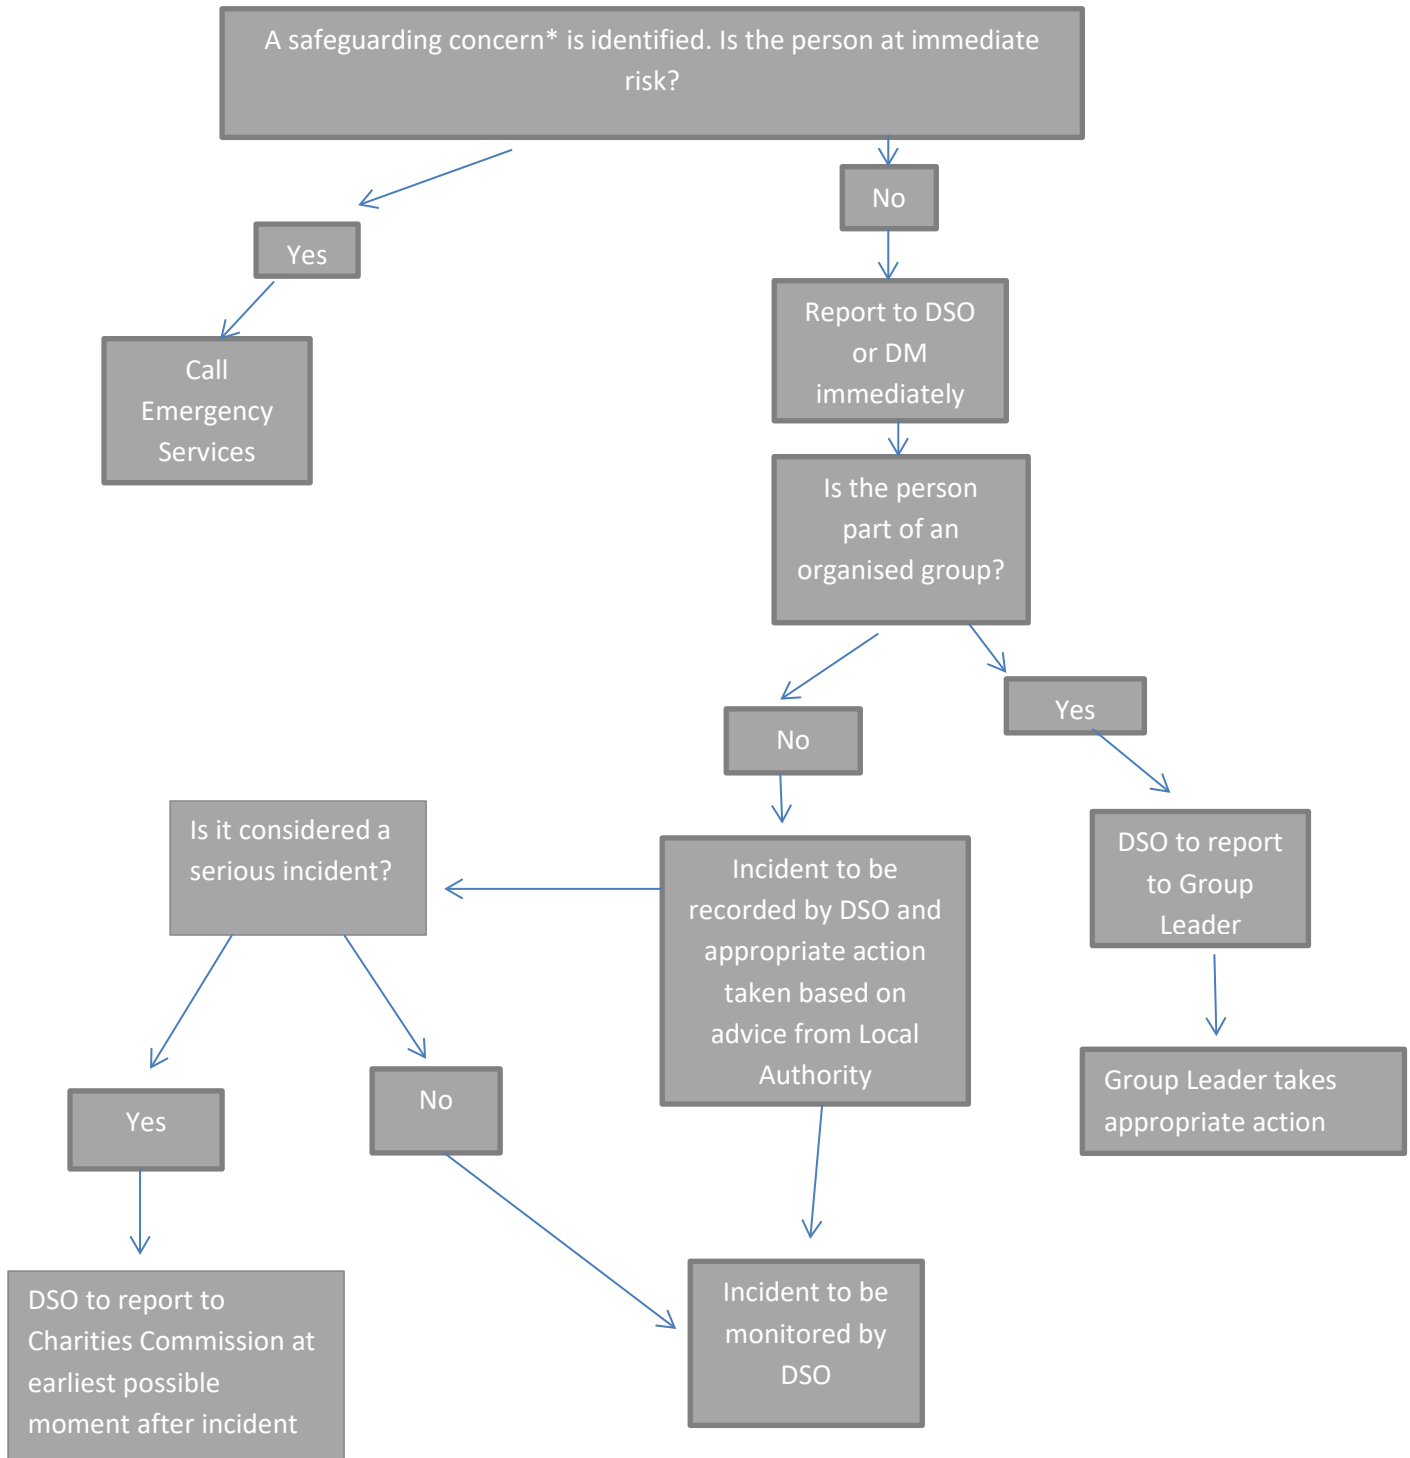 A safeguarding concern* is identified. Is the person at immediate
risk?
No
Yes
Report to DSO
or DM
immediately
Call
Emergency
Services
Is the person
part of an
organised group?
Yes
No
Is it considered a
serious incident?
Incident to be
recorded by DSO and
appropriate action
taken based on
advice from Local
Authority
DSO to report
to Group
Leader
Group Leader takes
appropriate action
Yes
No
DSO to report to
Charities Commission at
earliest possible
moment after incident
Incident to be
monitored by
DSO